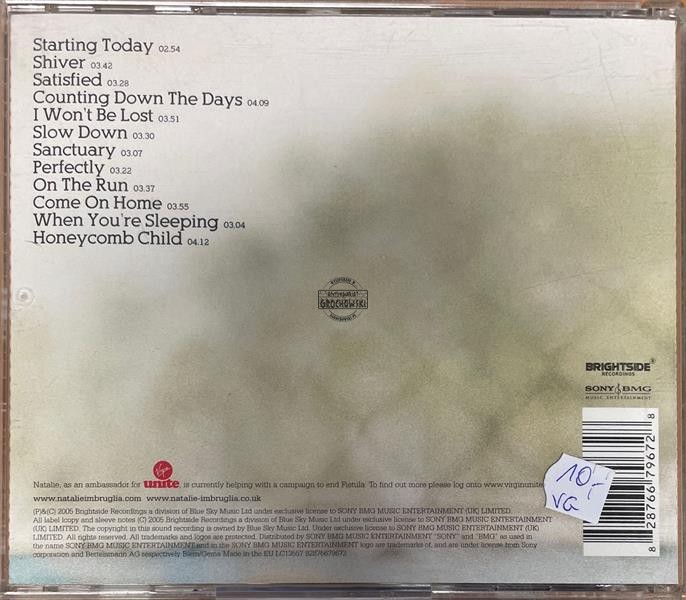 Starting Today 02.54
Shiver 03.42
Satisfied 03.28
Counting Down The Days 04.09
I Won't Be Lost 03.51
Slow Down 03.30
Sanctuary 03.07
Perfectly 03.22
On The Run 03.37
Come On Home 03.55
When You're Sleeping 03.04
Honeycomb Child 04.12
GROCHOWSKI
BRIGHTSIDE
RECORDINGS
SONY BMG
MUSIC ENTERTAINMENT
8 28766 79672 8
10,-
VG
Virgin
Natalie, as an ambassador for unite is currently helping with a campaign to end Fistula. To find out more please log onto www.virginunite
www.natalieimbruglia.com www.natalie-imbruglia.co.uk
(P)&(C) 2005 Brightside Recordings a division of Blue Sky Music Ltd under exclusive license to SONY BMG MUSIC ENTERTAINMENT (UK) LIMITED.
All label copy and sleeve notes (C) 2005 Brightside Recordings a division of Blue Sky Music Ltd under exclusive license to SONY BMG MUSIC ENTERTAINMENT
(UK) LIMITED. The copyright in this sound recording is owned by Blue Sky Music Ltd. Under exclusive license to SONY BMG MUSIC ENTERTAINMENT (UK)
LIMITED. All trademarks and logos are protected. Distributed by SONY BMG MUSIC ENTERTAINMENT "SONY" and "BMG" as used in
the name SONY BMG MUSIC ENTERTAINMENT and in the SONY BMG MUSIC ENTERTAINMENT logo are trademarks of, and are under license from Sony
corporation and Bertelsmann AG respectively Biem/Gema Made in the EU LC13557 82876679672